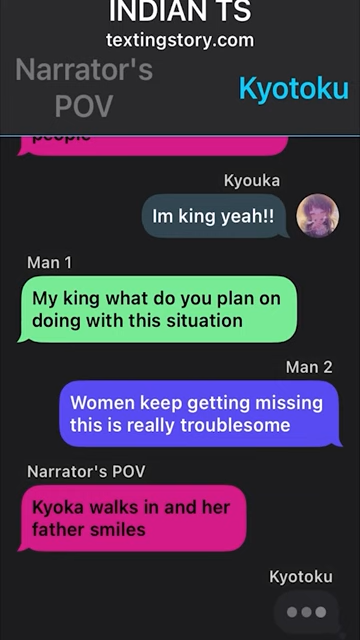 INDIAN TS
textingstory.com
Narrator's
POV
Kyotoku
people
Kyouka
Im king yeah!!
Man 1
My king what do you plan on
doing with this situation
Man 2
Women keep getting missing
this is really troublesome
Narrator's POV
Kyoka walks in and her
father smiles
Kyotoku